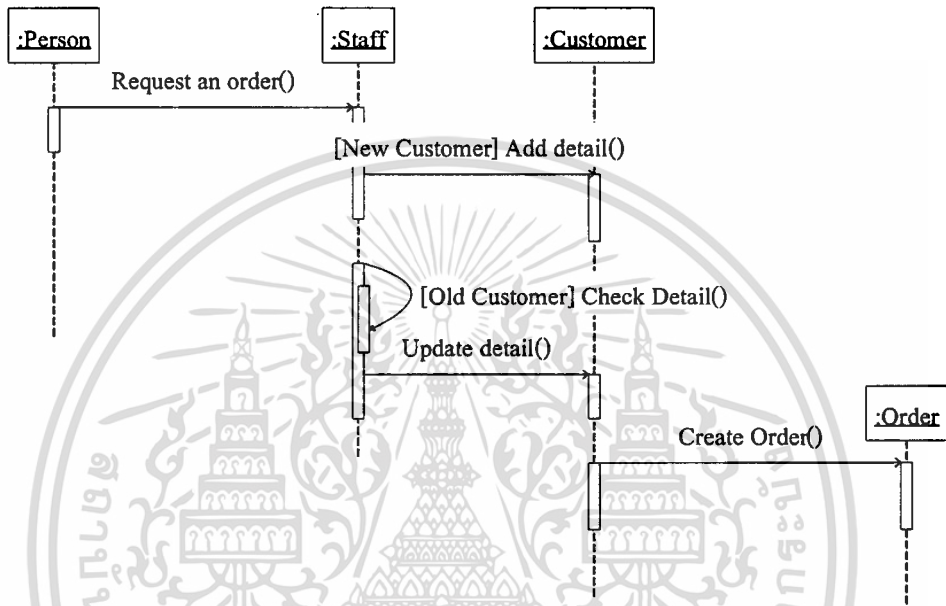 :Person
:Staff
:Customer
Request an order()
[New Customer] Add detail()
[Old Customer] Check Detail()
Update detail()
:Order
Create Order()